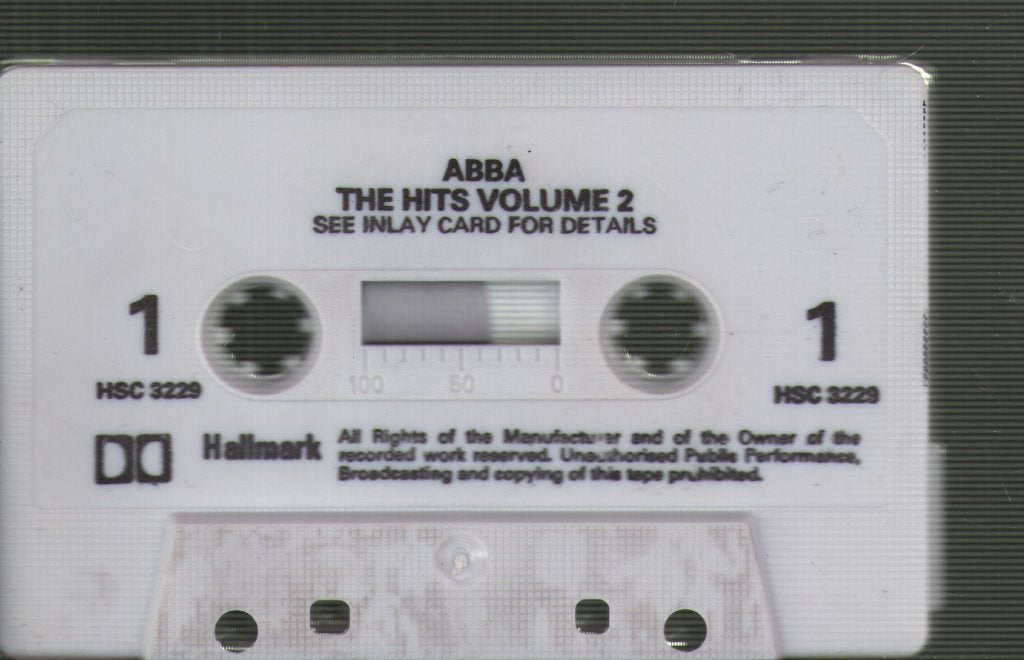 ABBA
THE HITS VOLUME 2
SEE INLAY CARD FOR DETAILS
1
1
100 50 0
HSC 3229
HSC 3229
Hallmark
All Rights of the Manufacturer and of the Owner of the
recorded work reserved. Unauthorised Public Performance,
Broadcasting and copying of this tape prohibited.